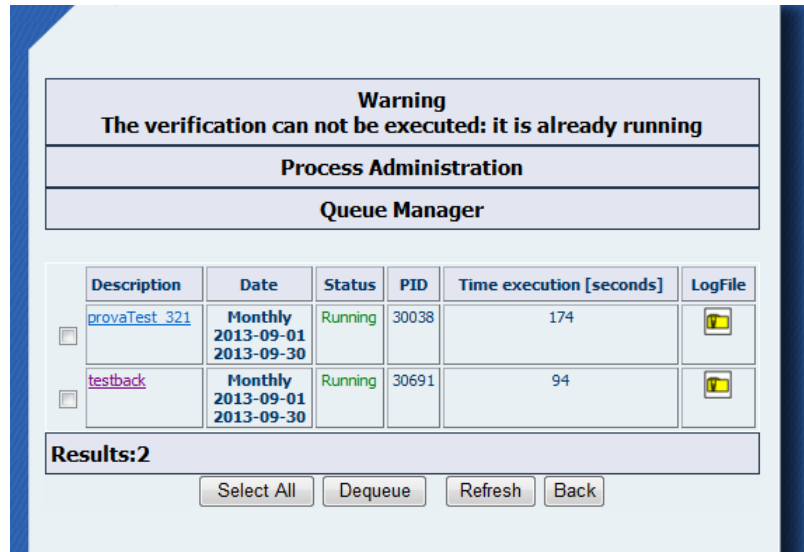 Warning
The verification can not be executed: it is already running
Process Administration
Queue Manager
Description Date Status PID Time execution [seconds] LogFile
provaTest_321 Monthly Running 30038 174
2013-09-01
2013-09-30
testback Monthly Running 30691 94
2013-09-01
2013-09-30
Results:2
Select All Dequeue Refresh Back